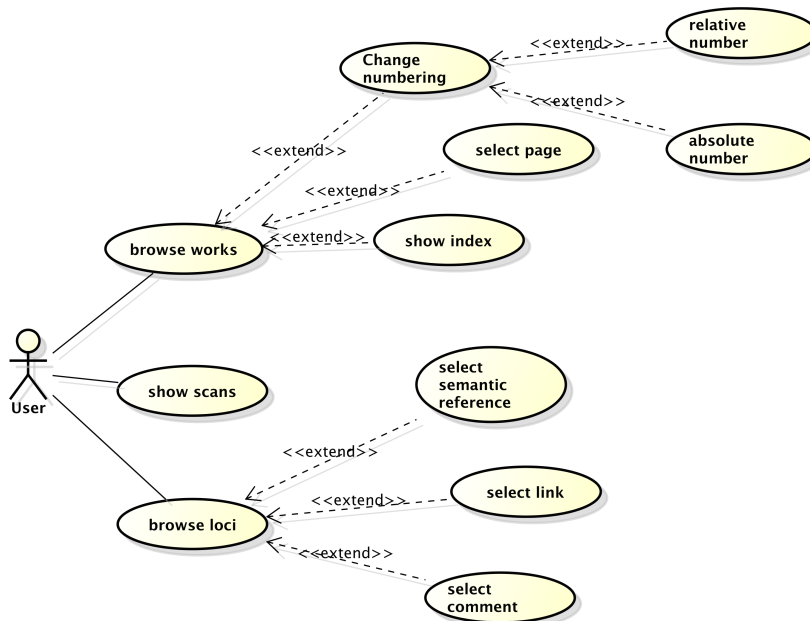 relative
number
<<extend>>
Change
numbering
<<extend>>
absolute
number
<<extend>>
select page
<<extend>>
<<extend>>
show index
browse works
select
semantic
reference
show scans
User
<<extend>>
select link
<<extend>>
browse loci
<<extend>>
select
comment